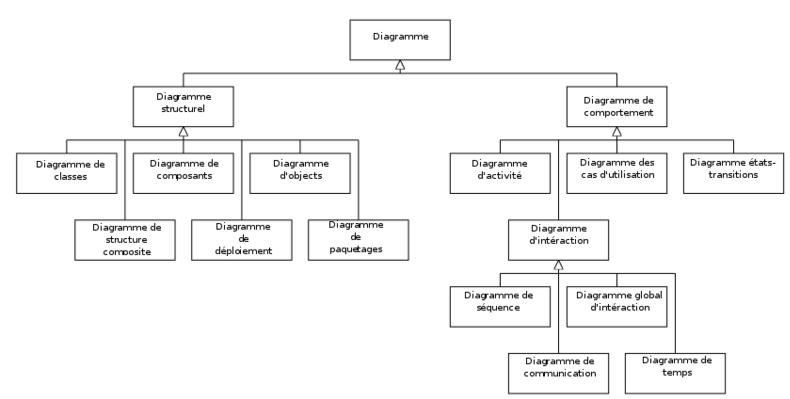 Diagramme
Diagramme
structurel
Diagramme de
comportement
Diagramme de
classes
Diagramme de
composants
Diagramme
d'objects
Diagramme
d'activité
Diagramme des
cas d'utilisation
Diagramme états-
transitions
Diagramme de
structure
composite
Diagramme
de
déploiement
Diagramme
de
paquetages
Diagramme
d'intéraction
Diagramme de
séquence
Diagramme global
d'intéraction
Diagramme de
communication
Diagramme de
temps